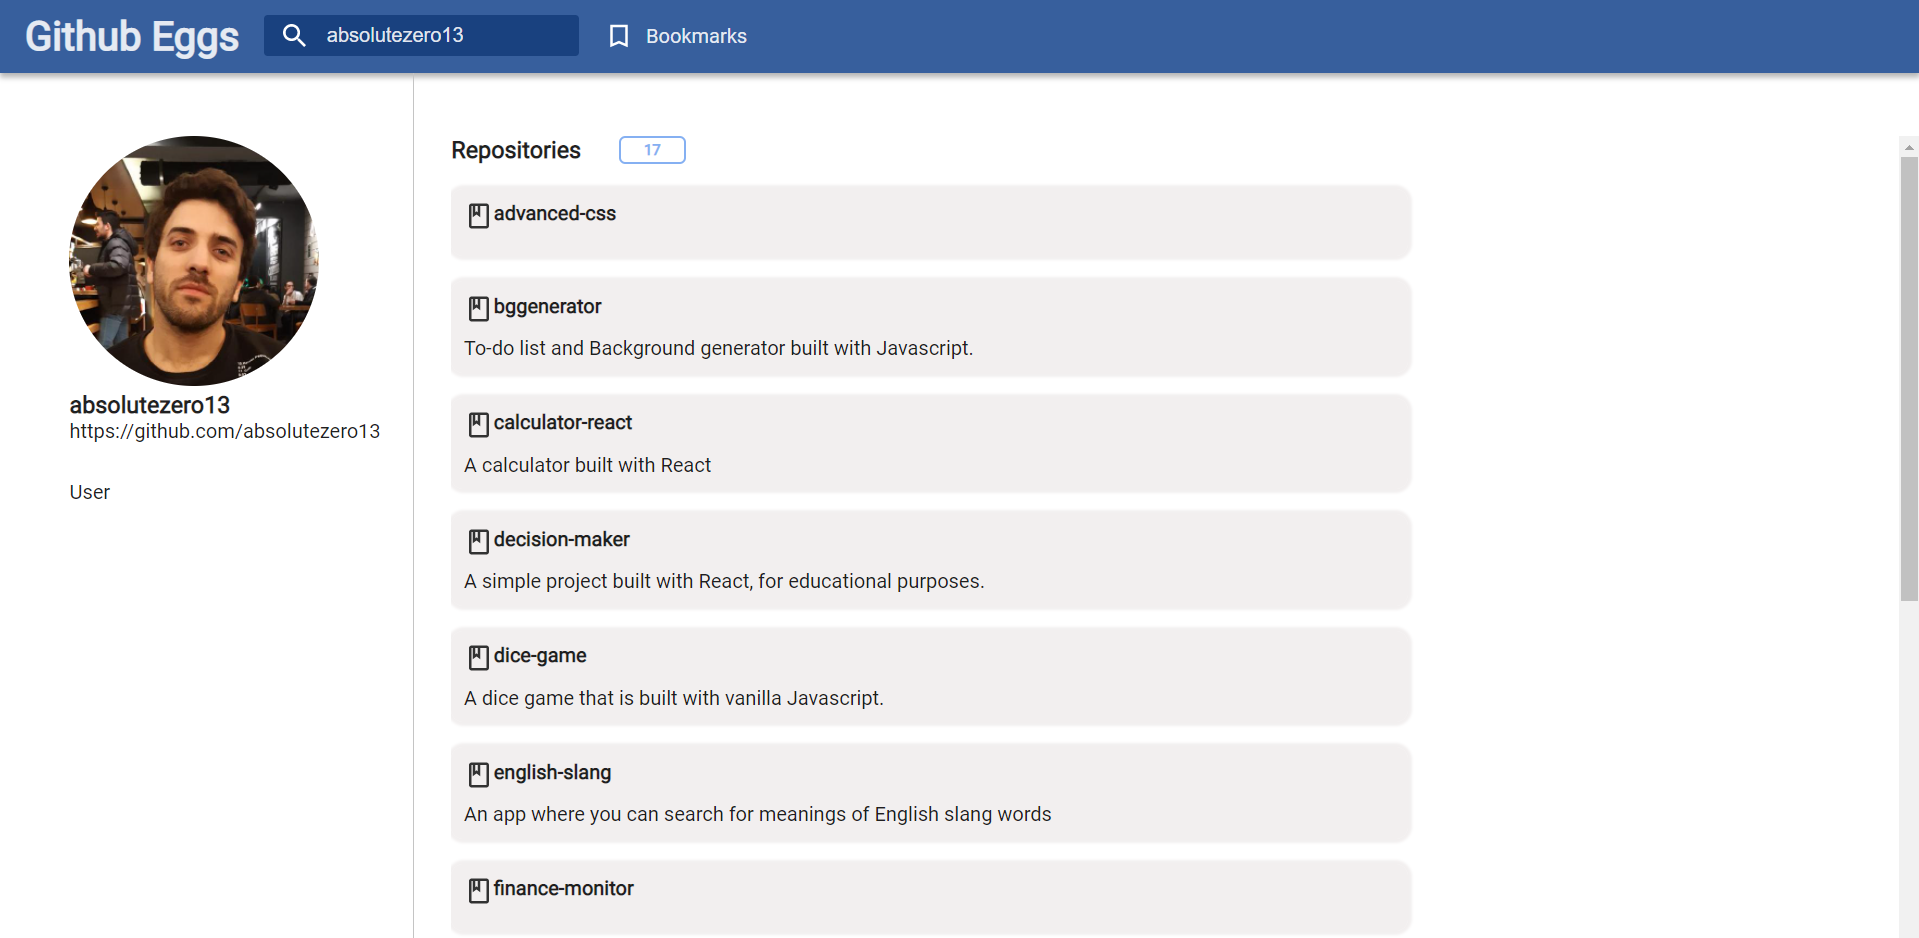 Github Eggs
absolutezero13
Bookmarks
absolutezero13
https://github.com/absolutezero13
User
Repositories
17
advanced-css
bggenerator
To-do list and Background generator built with Javascript.
calculator-react
A calculator built with React
decision-maker
A simple project built with React, for educational purposes.
dice-game
A dice game that is built with vanilla Javascript.
english-slang
An app where you can search for meanings of English slang words
finance-monitor